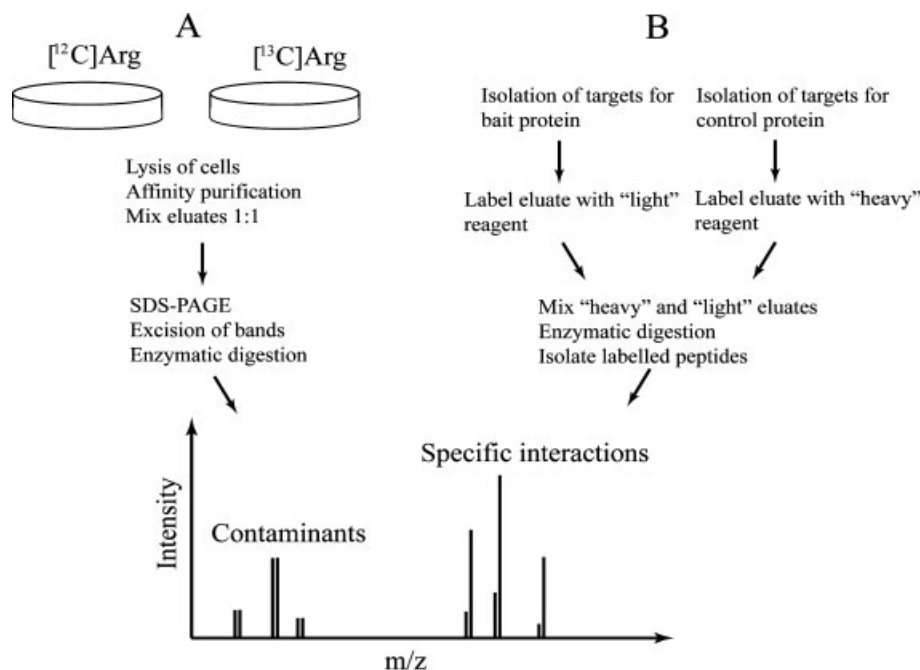 A
[¹²C]Arg
[¹³C]Arg
Lysis of cells
Affinity purification
Mix eluates 1:1
SDS-PAGE
Excision of bands
Enzymatic digestion
B
Isolation of targets for
bait protein
Isolation of targets for
control protein
Label eluate with “light”
reagent
Label eluate with “heavy”
reagent
Mix “heavy” and “light” eluates
Enzymatic digestion
Isolate labelled peptides
Intensity
Contaminants
Specific interactions
m/z